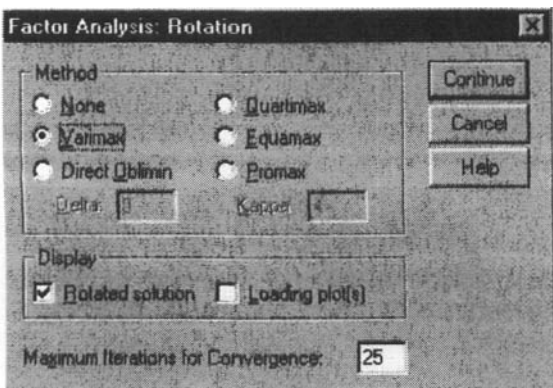 Factor Analysis: Rotation
Method
None
Quartimax
Varimax
Equamax
Direct Oblimin
Promax
Delta: 0
Kappa: 4
Continue
Cancel
Help
Display
Rotated solution
Loading plot(s)
Maximum Iterations for Convergence: 25